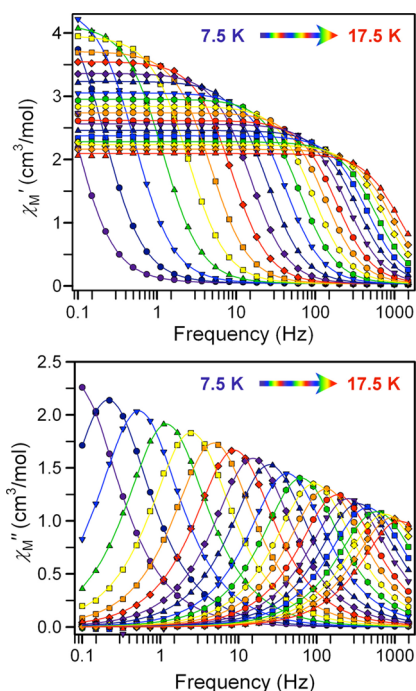 4
3
2
1
0
χM′ (cm3/mol)
7.5 K 17.5 K
0.1 1 10 100 1000
Frequency (Hz)
2.5
2.0
1.5
1.0
0.5
0.0
χM″ (cm3/mol)
7.5 K 17.5 K
0.1 1 10 100 1000
Frequency (Hz)